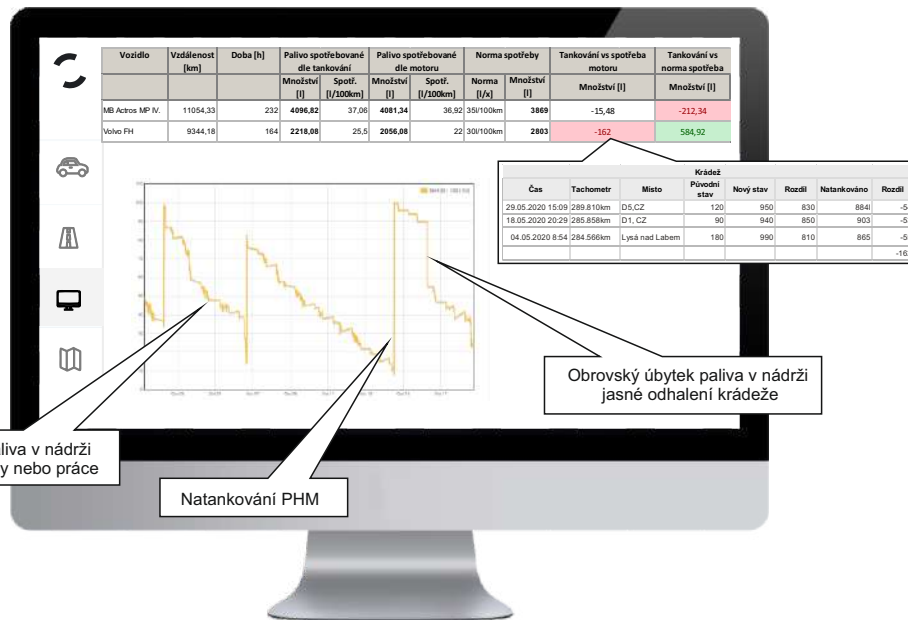 Vozidlo Vzdálenost Doba [h] Palivo spotřebované Palivo spotřebované Norma spotřeby Tankování vs spotřeba Tankování vs
[km] dle tankování dle motoru motoru norma spotřeba
Množství Spotř. Množství Spotř. Norma Množství Množství [l] Množství [l]
[l] [l/100km] [l] [l/100km] [l/x] [l]
MB Actros MP IV. 11054,33 232 4096,82 37,06 4081,34 36,92 35l/100km 3869 -15,48 -212,34
Volvo FH 9344,18 164 2218,08 25,5 2056,08 22 30l/100km 2803 -162 584,92
Krádež
Čas Tachometr Místo Původní Nový stav Rozdíl Natankováno Rozdíl
stav
29.05.2020 15:09 289.810km D5,CZ 120 950 830 884l
18.05.2020 20:29 285.858km D1, CZ 90 940 850 903
04.05.2020 8:54 284.566km Lysá nad Labem 180 990 810 865
Obrovský úbytek paliva v nádrži
jasné odhalení krádeže
v nádrži
nebo práce
Natankování PHM